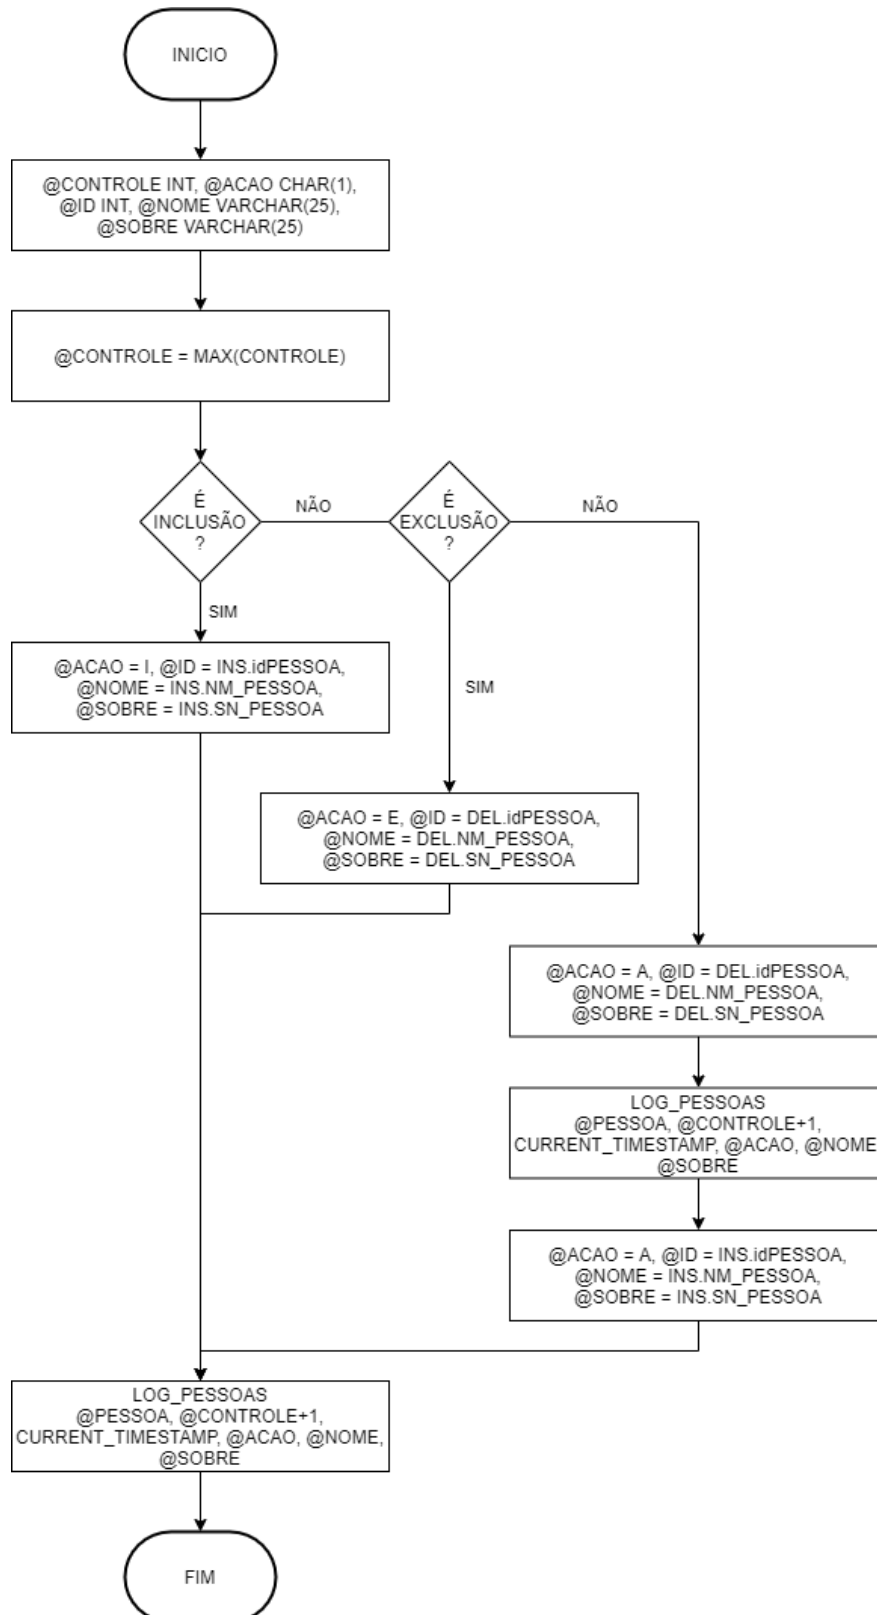 INICIO
@CONTROLE INT, @ACAO CHAR(1),
@ID INT, @NOME VARCHAR(25),
@SOBRE VARCHAR(25)
@CONTROLE = MAX(CONTROLE)
É
INCLUSÃO
?
NÃO
É
EXCLUSÃO
?
NÃO
SIM
@ACAO = I, @ID = INS.idPESSOA,
@NOME = INS.NM_PESSOA,
@SOBRE = INS.SN_PESSOA
SIM
@ACAO = E, @ID = DEL.idPESSOA,
@NOME = DEL.NM_PESSOA,
@SOBRE = DEL.SN_PESSOA
@ACAO = A, @ID = DEL.idPESSOA,
@NOME = DEL.NM_PESSOA,
@SOBRE = DEL.SN_PESSOA
LOG_PESSOAS
@PESSOA, @CONTROLE+1,
CURRENT_TIMESTAMP, @ACAO, @NOME
@SOBRE
@ACAO = A, @ID = INS.idPESSOA,
@NOME = INS.NM_PESSOA,
@SOBRE = INS.SN_PESSOA
LOG_PESSOAS
@PESSOA, @CONTROLE+1,
CURRENT_TIMESTAMP, @ACAO, @NOME,
@SOBRE
FIM